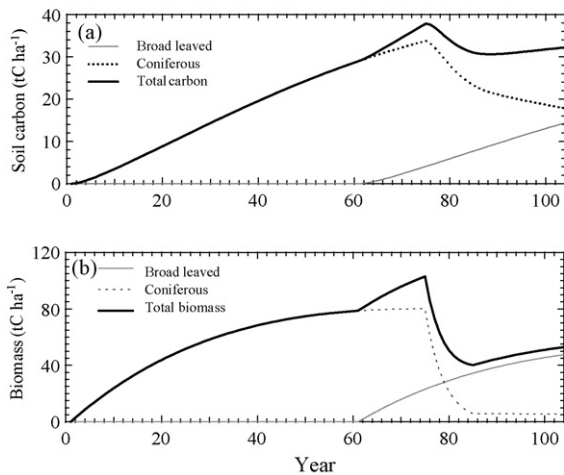 (a)
Soil carbon (tC ha⁻¹)
40
30
20
10
0
Broad leaved
Coniferous
Total carbon
0 20 40 60 80 100
(b)
Biomass (tC ha⁻¹)
120
80
40
0
Broad leaved
Coniferous
Total biomass
0 20 40 60 80 100
Year